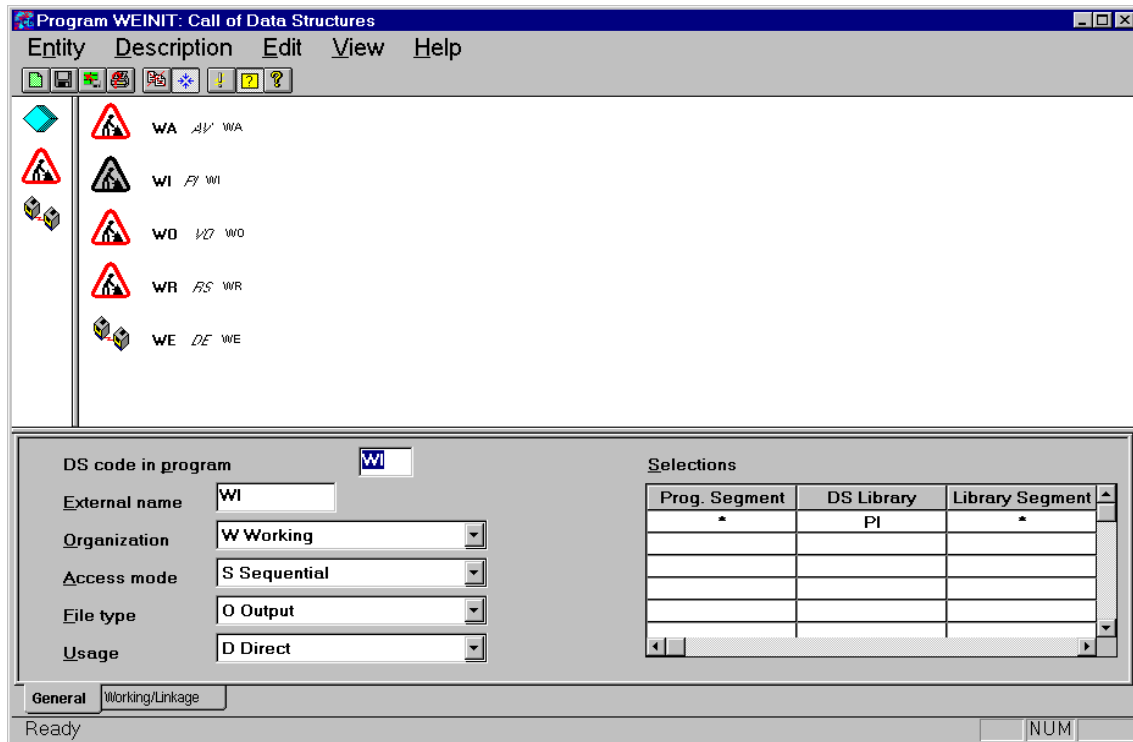 Program WEINIT: Call of Data Structures
Entity Description Edit View Help
WA AV WA
WI PI WI
WO VO WO
WR RS WR
WE DE WE
DS code in program WI
External name WI
Organization W Working
Access mode S Sequential
File type O Output
Usage D Direct
Selections
Prog. Segment DS Library Library Segment
* PI *
General Working/Linkage
Ready NUM